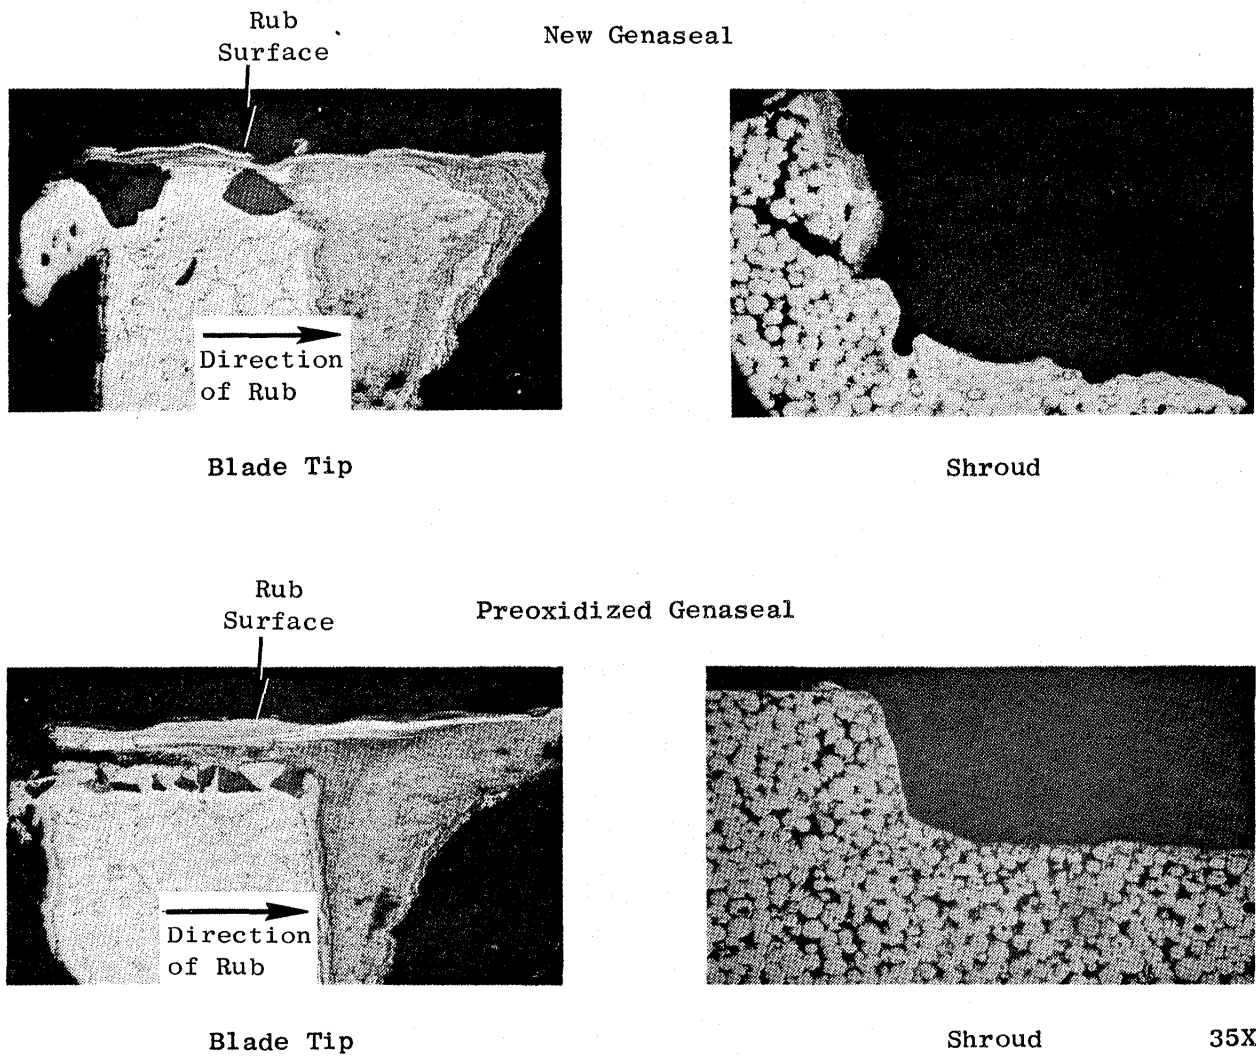 New Genaseal
Rub
Surface
Direction
of Rub
Blade Tip
Shroud
Preoxidized Genaseal
Rub
Surface
Direction
of Rub
Blade Tip
Shroud
35X